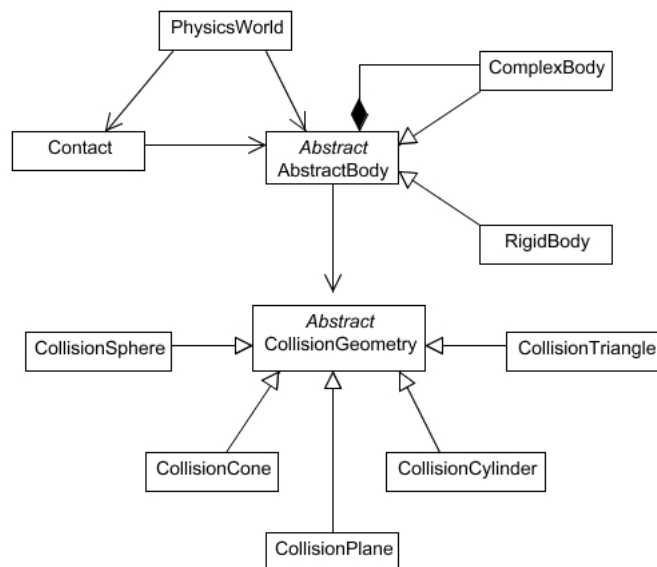 PhysicsWorld
ComplexBody
Contact
Abstract
AbstractBody
RigidBody
Abstract
CollisionGeometry
CollisionSphere
CollisionTriangle
CollisionCone
CollisionCylinder
CollisionPlane